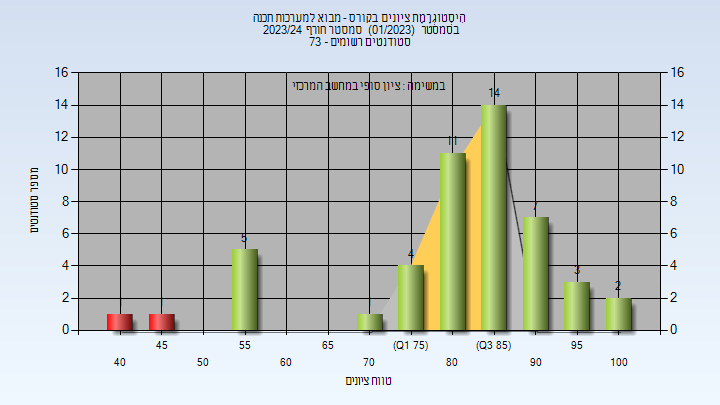 היסטוגרמת ציונים בקורס - מבוא למערכות תכנה
בסמסטר (01/2023) סמסטר חורף 2023/24
סטודנטים רשומים - 73
במשימה : ציון סופי במחשב המרכזי
מספר סטודנטים
16 16
14 14
12 12
10 10
8 8
6 6
4 4
2 2
0 0
5 4 11 14 7 3 2
45 55 65 (Q1 75) (Q3 85) 95
40 50 60 70 80 90 100
טווח ציונים